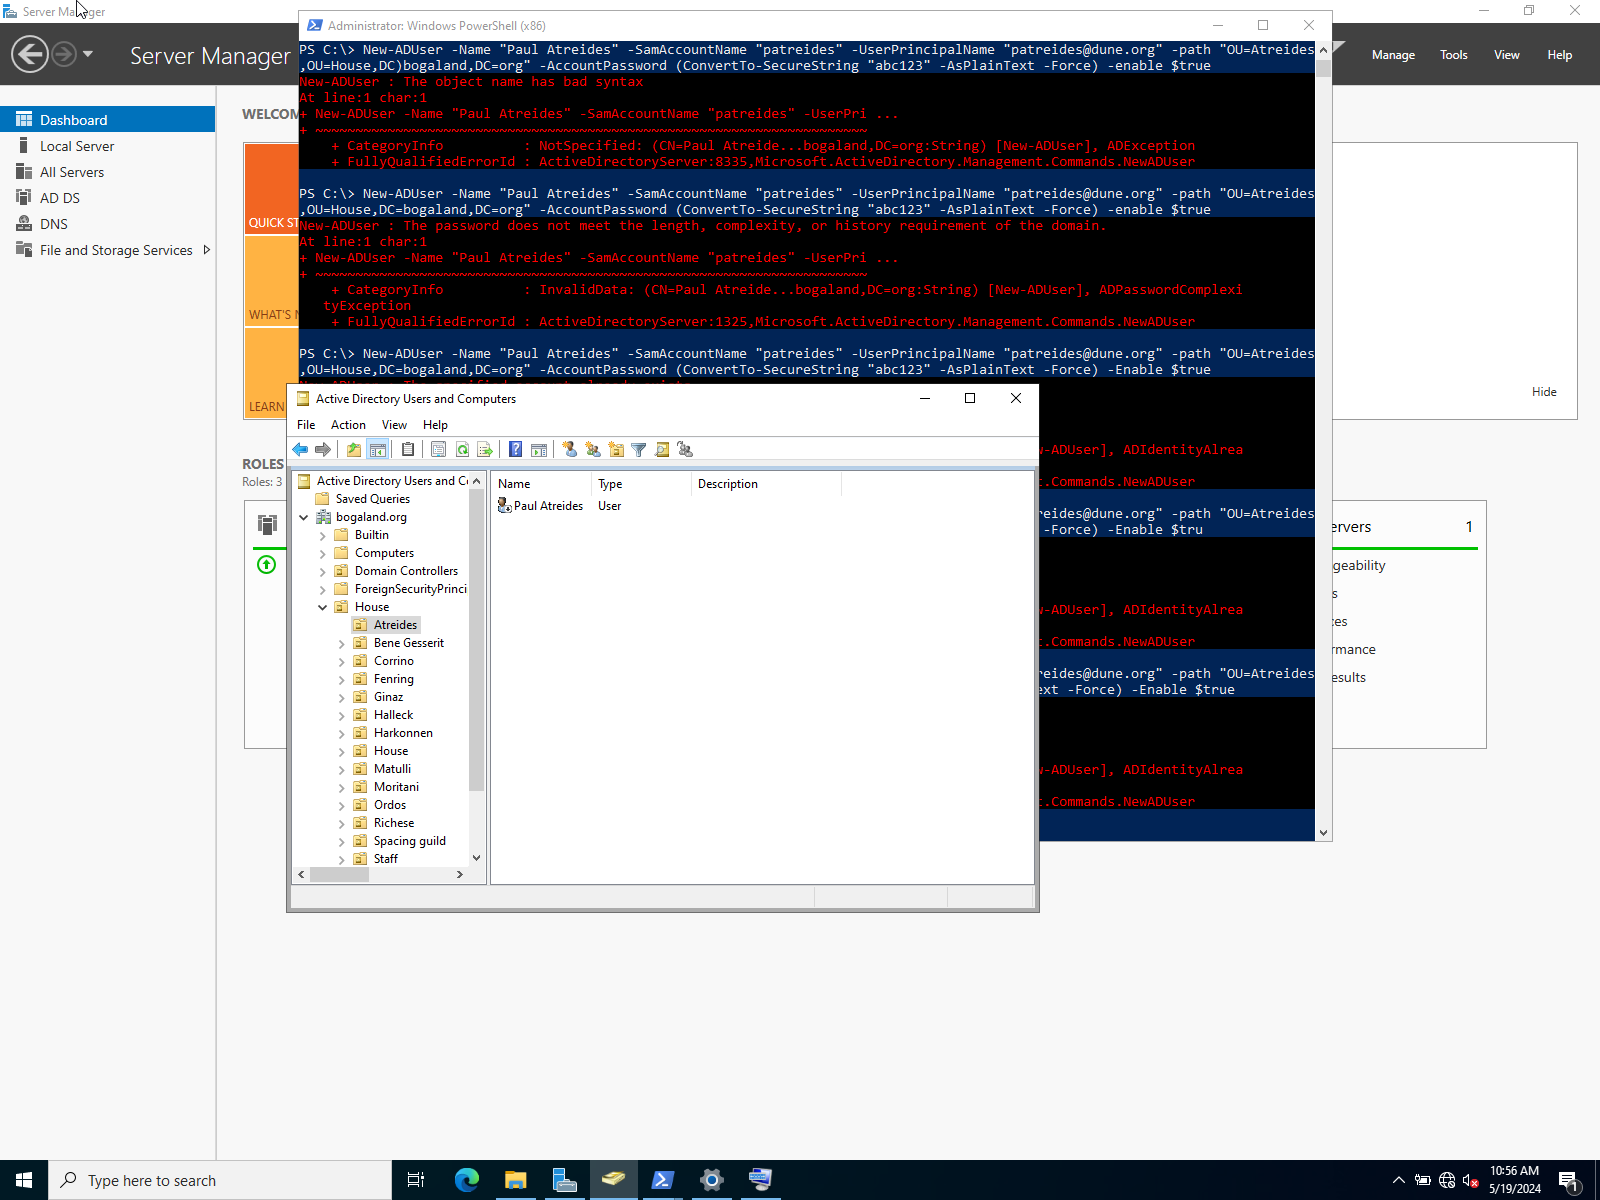 Server Manager
Administrator: Windows PowerShell (x86)
Server Manager
Manage
Tools
View
Help
Dashboard
Local Server
All Servers
AD DS
DNS
File and Storage Services
WELCOM
QUICK ST
WHAT'S N
LEARN
Hide
ROLES
Roles: 3
PS C:\> New-ADUser -Name "Paul Atreides" -SamAccountName "patreides" -UserPrincipalName "patreides@dune.org" -path "OU=Atreides
,OU=House,DC)bogaland,DC=org" -AccountPassword (ConvertTo-SecureString "abc123" -AsPlainText -Force) -enable $true
New-ADUser : The object name has bad syntax
At line:1 char:1
+ New-ADUser -Name "Paul Atreides" -SamAccountName "patreides" -UserPri ...
+ ~~~~~~~~~~~~~~~~~~~~~~~~~~~~~~~~~~~~~~~~~~~~~~~~~~~~~~~~~~~~~~~~~~~~~
+ CategoryInfo : NotSpecified: (CN=Paul Atreide...bogaland,DC=org:String) [New-ADUser], ADException
+ FullyQualifiedErrorId : ActiveDirectoryServer:8335,Microsoft.ActiveDirectory.Management.Commands.NewADUser
PS C:\> New-ADUser -Name "Paul Atreides" -SamAccountName "patreides" -UserPrincipalName "patreides@dune.org" -path "OU=Atreides
,OU=House,DC=bogaland,DC=org" -AccountPassword (ConvertTo-SecureString "abc123" -AsPlainText -Force) -enable $true
New-ADUser : The password does not meet the length, complexity, or history requirement of the domain.
At line:1 char:1
+ New-ADUser -Name "Paul Atreides" -SamAccountName "patreides" -UserPri ...
+ ~~~~~~~~~~~~~~~~~~~~~~~~~~~~~~~~~~~~~~~~~~~~~~~~~~~~~~~~~~~~~~~~~~~~~
+ CategoryInfo : InvalidData: (CN=Paul Atreide...bogaland,DC=org:String) [New-ADUser], ADPasswordComplexi
tyException
+ FullyQualifiedErrorId : ActiveDirectoryServer:1325,Microsoft.ActiveDirectory.Management.Commands.NewADUser
PS C:\> New-ADUser -Name "Paul Atreides" -SamAccountName "patreides" -UserPrincipalName "patreides@dune.org" -path "OU=Atreides
,OU=House,DC=bogaland,DC=org" -AccountPassword (ConvertTo-SecureString "abc123" -AsPlainText -Force) -Enable $true
-ADUser], ADIdentityAlrea
t.Commands.NewADUser
eides@dune.org" -path "OU=Atreides
-Force) -Enable $tru
-ADUser], ADIdentityAlrea
t.Commands.NewADUser
eides@dune.org" -path "OU=Atreides
ext -Force) -Enable $true
-ADUser], ADIdentityAlrea
t.Commands.NewADUser
Active Directory Users and Computers
File
Action
View
Help
Active Directory Users and Co
Saved Queries
bogaland.org
Builtin
Computers
Domain Controllers
ForeignSecurityPrinci
House
Atreides
Bene Gesserit
Corrino
Fenring
Ginaz
Halleck
Harkonnen
House
Matulli
Moritani
Ordos
Richese
Spacing guild
Staff
Name
Type
Description
Paul Atreides
User
ervers
1
geability
s
ces
rmance
esults
Type here to search
10:56 AM
5/19/2024
1